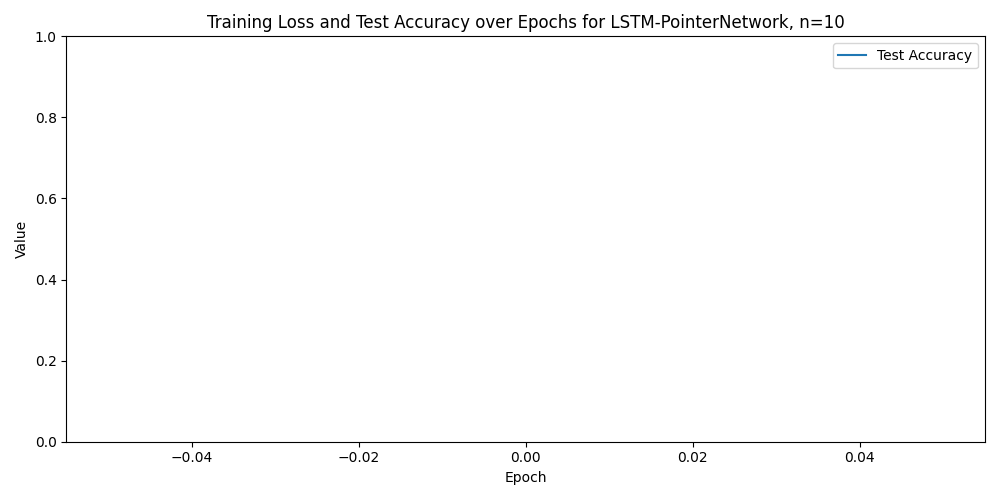 Training Loss and Test Accuracy over Epochs for LSTM-PointerNetwork, n=10
Test Accuracy
1.0
0.8
0.6
0.4
0.2
0.0
Value
−0.04
−0.02
0.00
0.02
0.04
Epoch